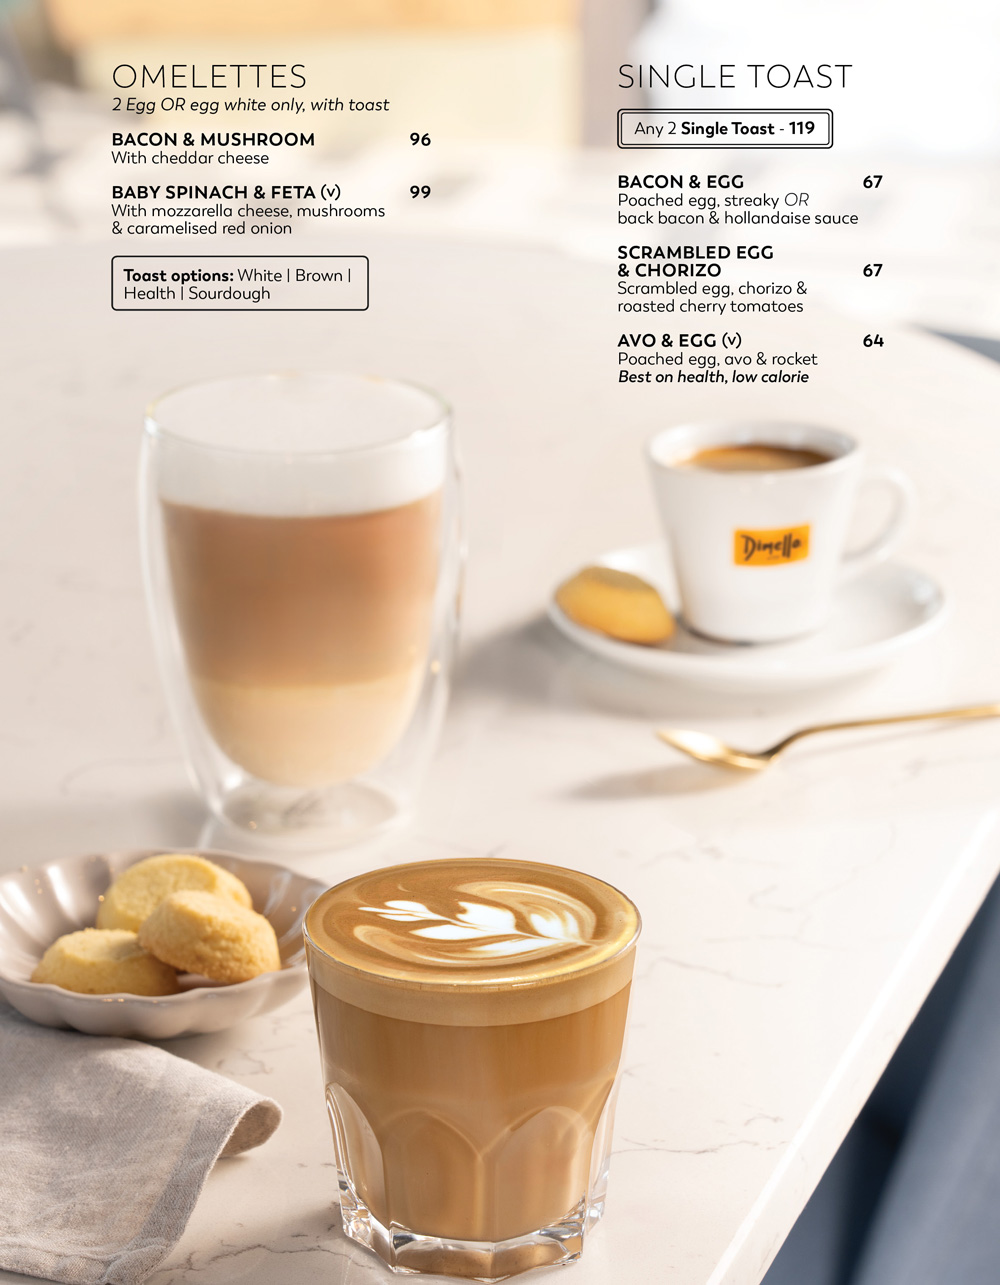 OMELETTES
2 Egg OR egg white only, with toast
BACON & MUSHROOM 96
With cheddar cheese
BABY SPINACH & FETA (v) 99
With mozzarella cheese, mushrooms
& caramelised red onion
Toast options: White | Brown |
Health | Sourdough
SINGLE TOAST
Any 2 Single Toast - 119
BACON & EGG 67
Poached egg, streaky OR
back bacon & hollandaise sauce
SCRAMBLED EGG
& CHORIZO 67
Scrambled egg, chorizo &
roasted cherry tomatoes
AVO & EGG (v) 64
Poached egg, avo & rocket
Best on health, low calorie
Dimello